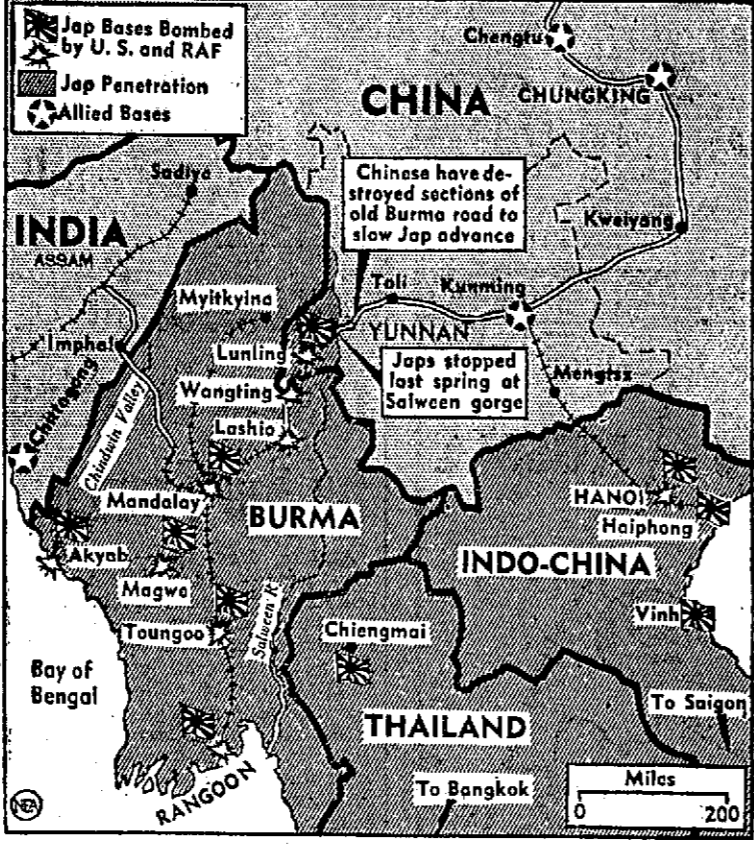 Jap Bases Bombed
by U. S. and RAF
Jap Penetration
Allied Bases
Chengtu
CHINA
CHUNGKING
Sadiya
Chinese have de-
stroyed sections of
old Burma road to
slow Jap advance
INDIA
ASSAM
Kweiyang
Tali
Kunming
Myitkyina
YUNNAN
Imphal
Lunling
Japs stopped
last spring at
Salween gorge
Mengtsz
Wangting
Chittagong
Chindwin Valley
Lashio
Mandalay
HANOI
BURMA
Haiphong
Akyab
INDO-CHINA
Magwe
Vinh
Toungoo
Salween R.
Chiengmai
Bay of
Bengal
To Saigon
THAILAND
RANGOON
To Bangkok
Miles
0 200
NEA